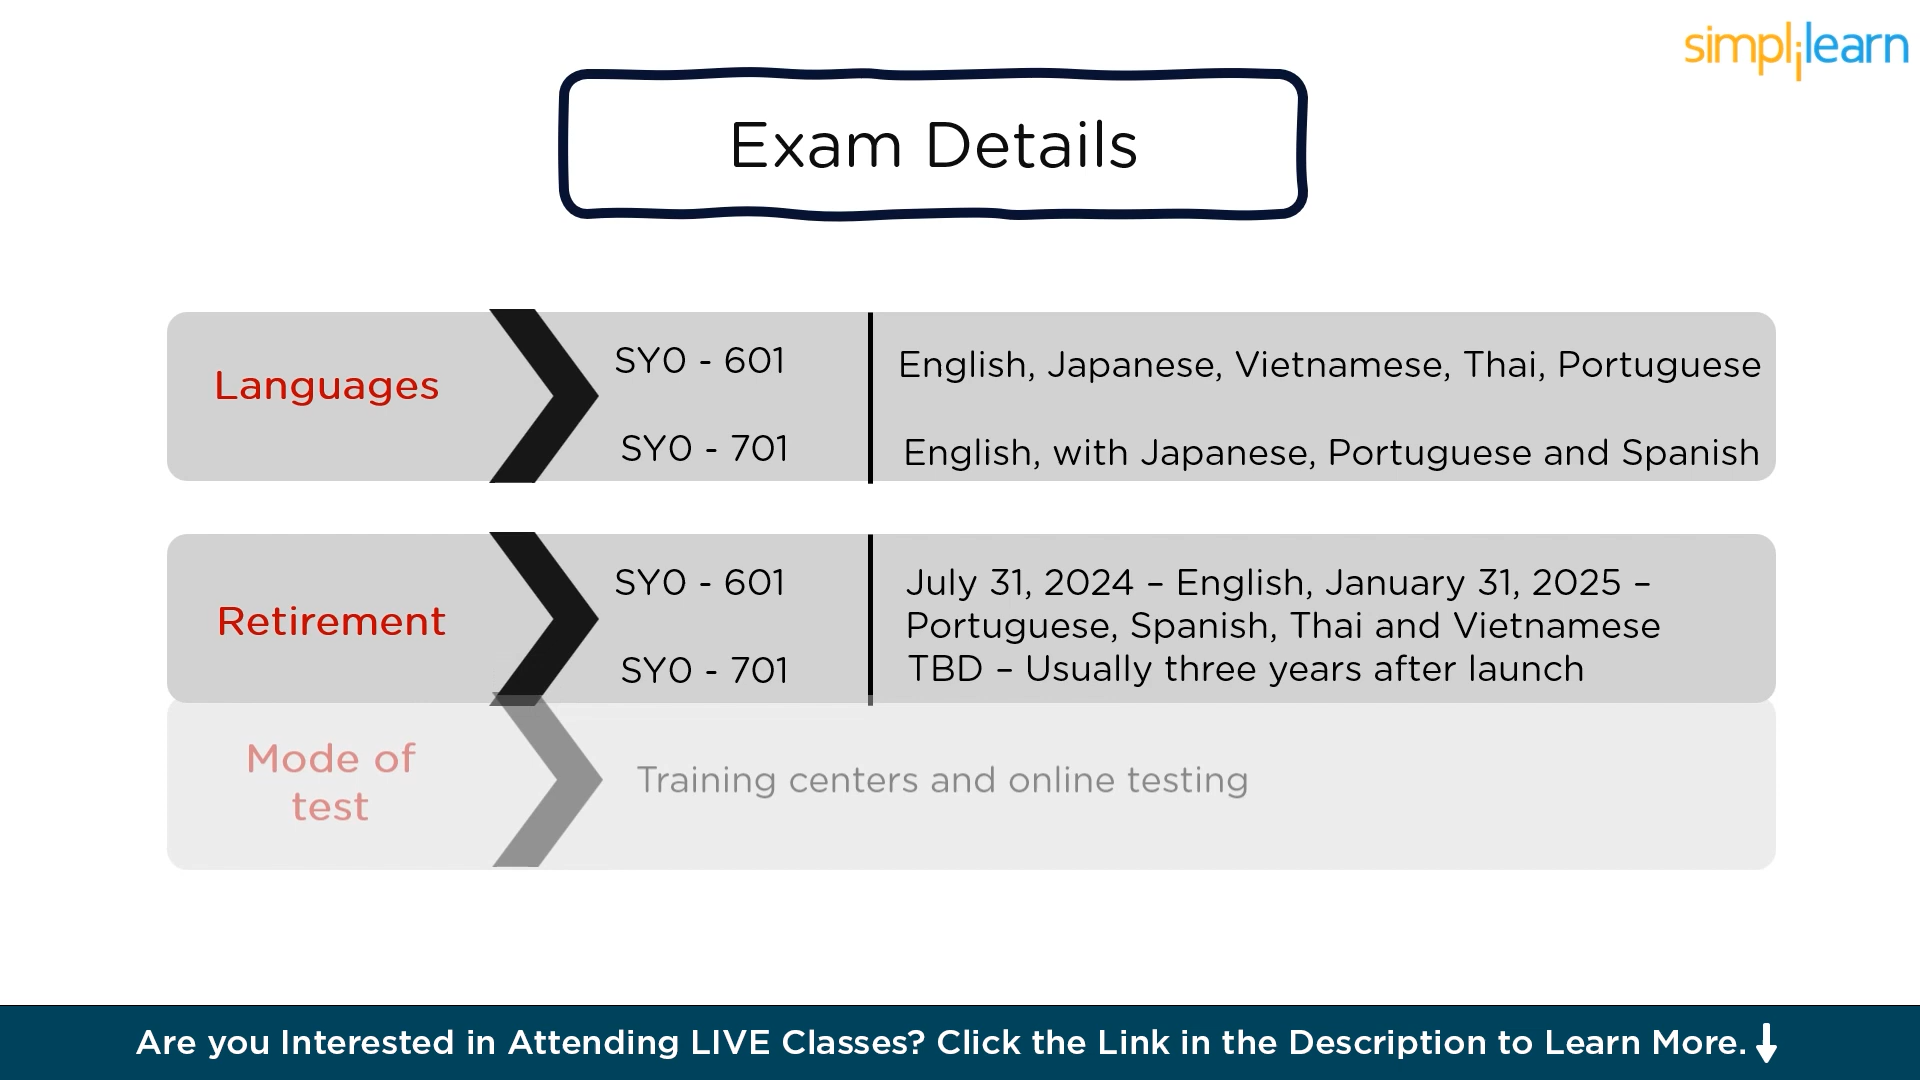 simplilearn
Exam Details
Languages
SY0 - 601
English, Japanese, Vietnamese, Thai, Portuguese
SY0 - 701
English, with Japanese, Portuguese and Spanish
Retirement
SY0 - 601
July 31, 2024 – English, January 31, 2025 –
Portuguese, Spanish, Thai and Vietnamese
SY0 - 701
TBD – Usually three years after launch
Mode of
test
Training centers and online testing
Are you Interested in Attending LIVE Classes? Click the Link in the Description to Learn More.